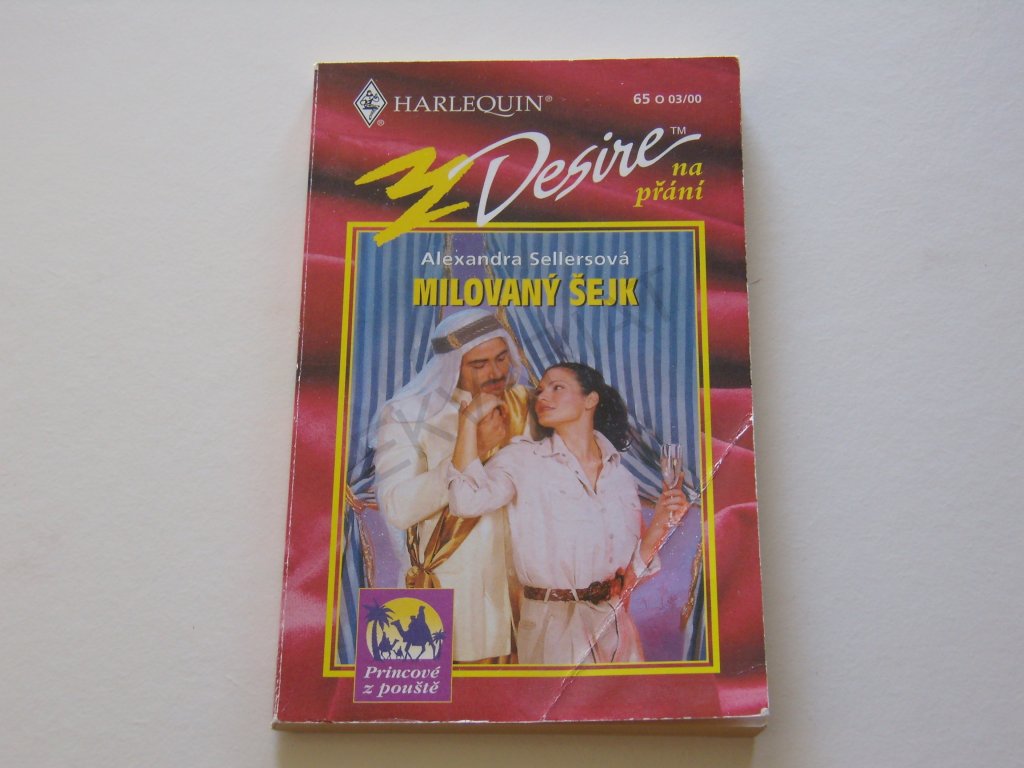 HARLEQUIN®
65 O 03/00
Desire™
na
přání
Alexandra Sellersová
MILOVANÝ ŠEJK
Princové
z pouště